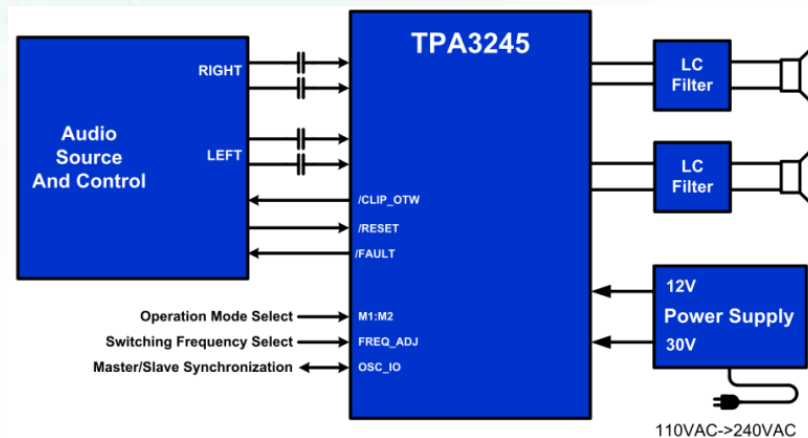 TPA3245
RIGHT
LEFT
Audio
Source
And Control
/CLIP_OTW
/RESET
/FAULT
Operation Mode Select
M1:M2
Switching Frequency Select
FREQ_ADJ
Master/Slave Synchronization
OSC_IO
LC
Filter
LC
Filter
12V
Power Supply
30V
110VAC->240VAC